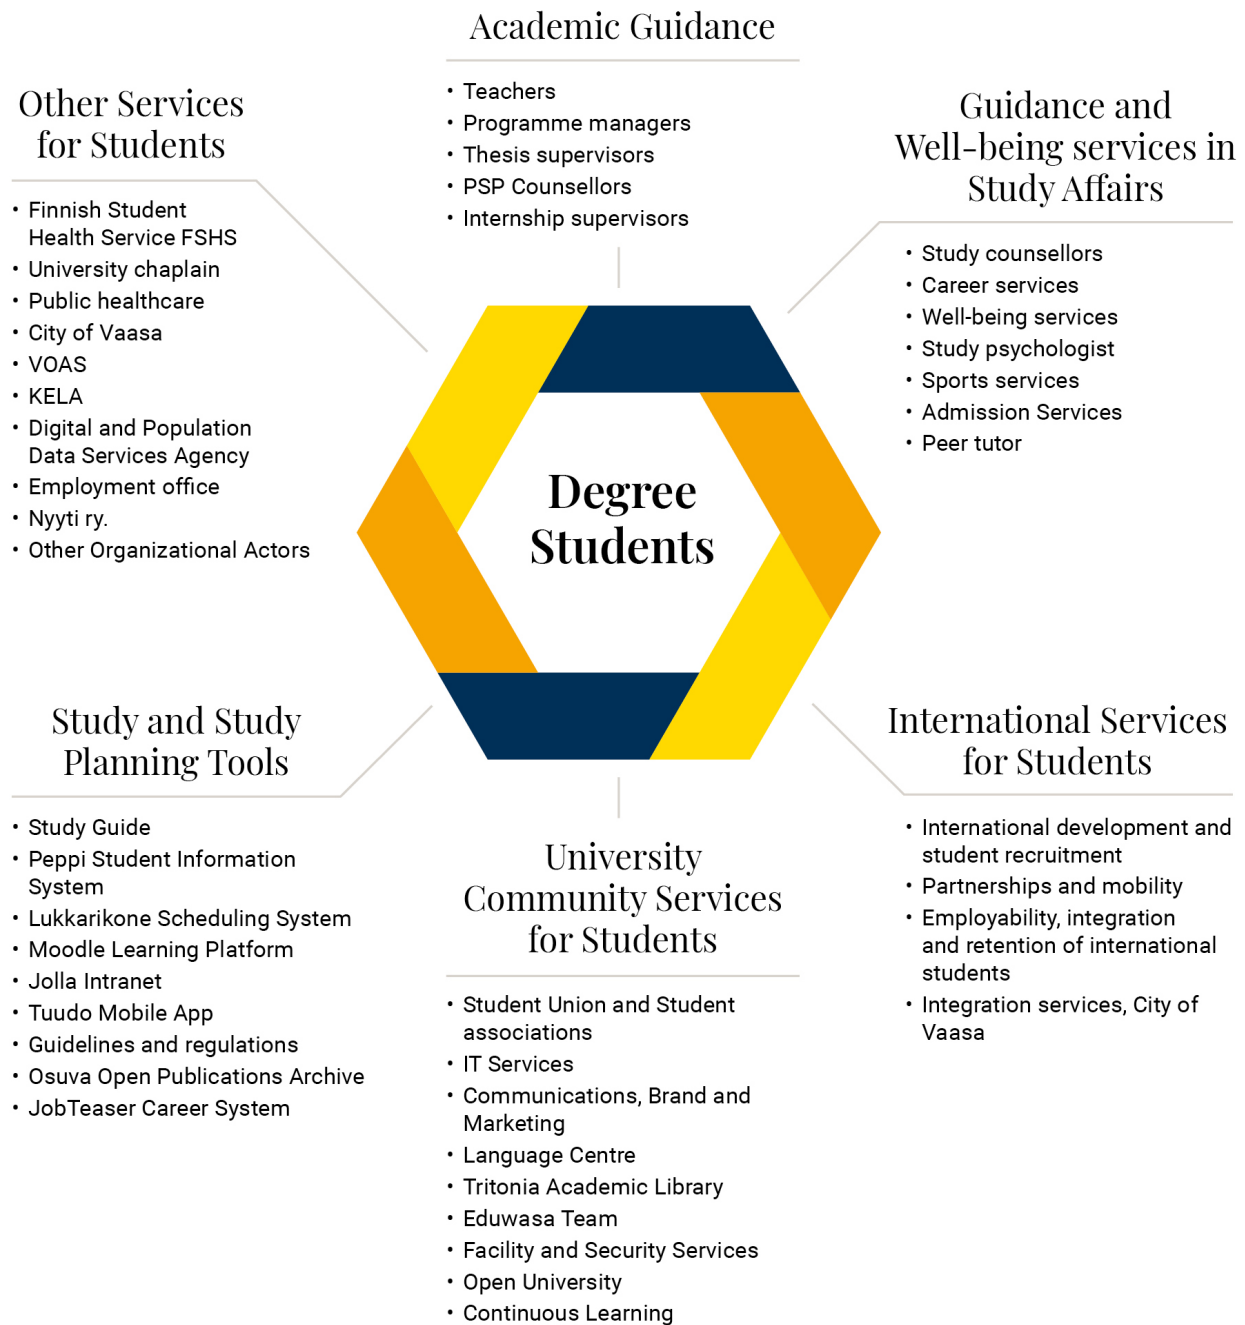 Academic Guidance
• Teachers
• Programme managers
• Thesis supervisors
• PSP Counsellors
• Internship supervisors
Other Services
for Students
• Finnish Student
Health Service FSHS
• University chaplain
• Public healthcare
• City of Vaasa
• VOAS
• KELA
• Digital and Population
Data Services Agency
• Employment office
• Nyyti ry.
• Other Organizational Actors
Guidance and
Well-being services in
Study Affairs
• Study counsellors
• Career services
• Well-being services
• Study psychologist
• Sports services
• Admission Services
• Peer tutor
Degree
Students
Study and Study
Planning Tools
• Study Guide
• Peppi Student Information
System
• Lukkarikone Scheduling System
• Moodle Learning Platform
• Jolla Intranet
• Tuudo Mobile App
• Guidelines and regulations
• Osuva Open Publications Archive
• JobTeaser Career System
University
Community Services
for Students
• Student Union and Student
associations
• IT Services
• Communications, Brand and
Marketing
• Language Centre
• Tritonia Academic Library
• Eduwasa Team
• Facility and Security Services
• Open University
• Continuous Learning
International Services
for Students
• International development and
student recruitment
• Partnerships and mobility
• Employability, integration
and retention of international
students
• Integration services, City of
Vaasa